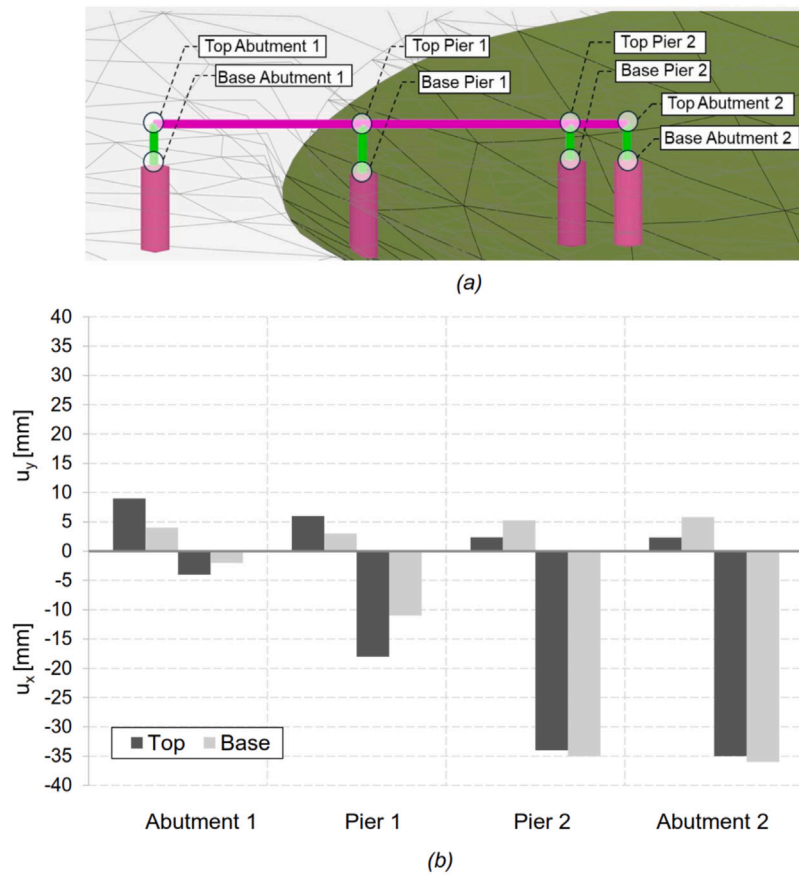 Top Abutment 1
Top Pier 1
Top Pier 2
Base Abutment 1
Base Pier 1
Base Pier 2
Top Abutment 2
Base Abutment 2
(a)
40
35
30
25
20
15
10
5
0
-5
-10
-15
-20
-25
-30
-35
-40
u_y [mm]
u_x [mm]
Top Base
Abutment 1 Pier 1 Pier 2 Abutment 2
(b)